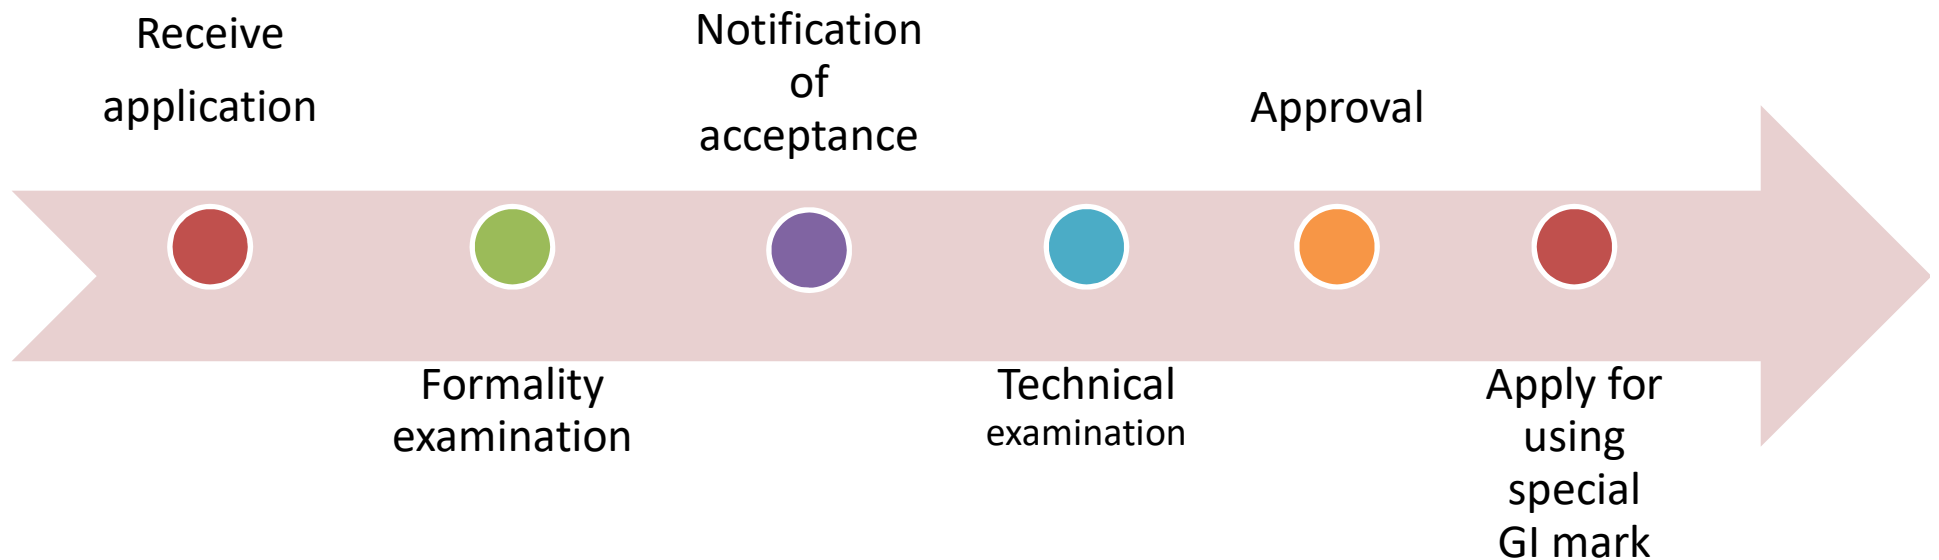 Receive
application
Formality
examination
Notification
of
acceptance
Technical
examination
Approval
Apply for
using
special
GI mark